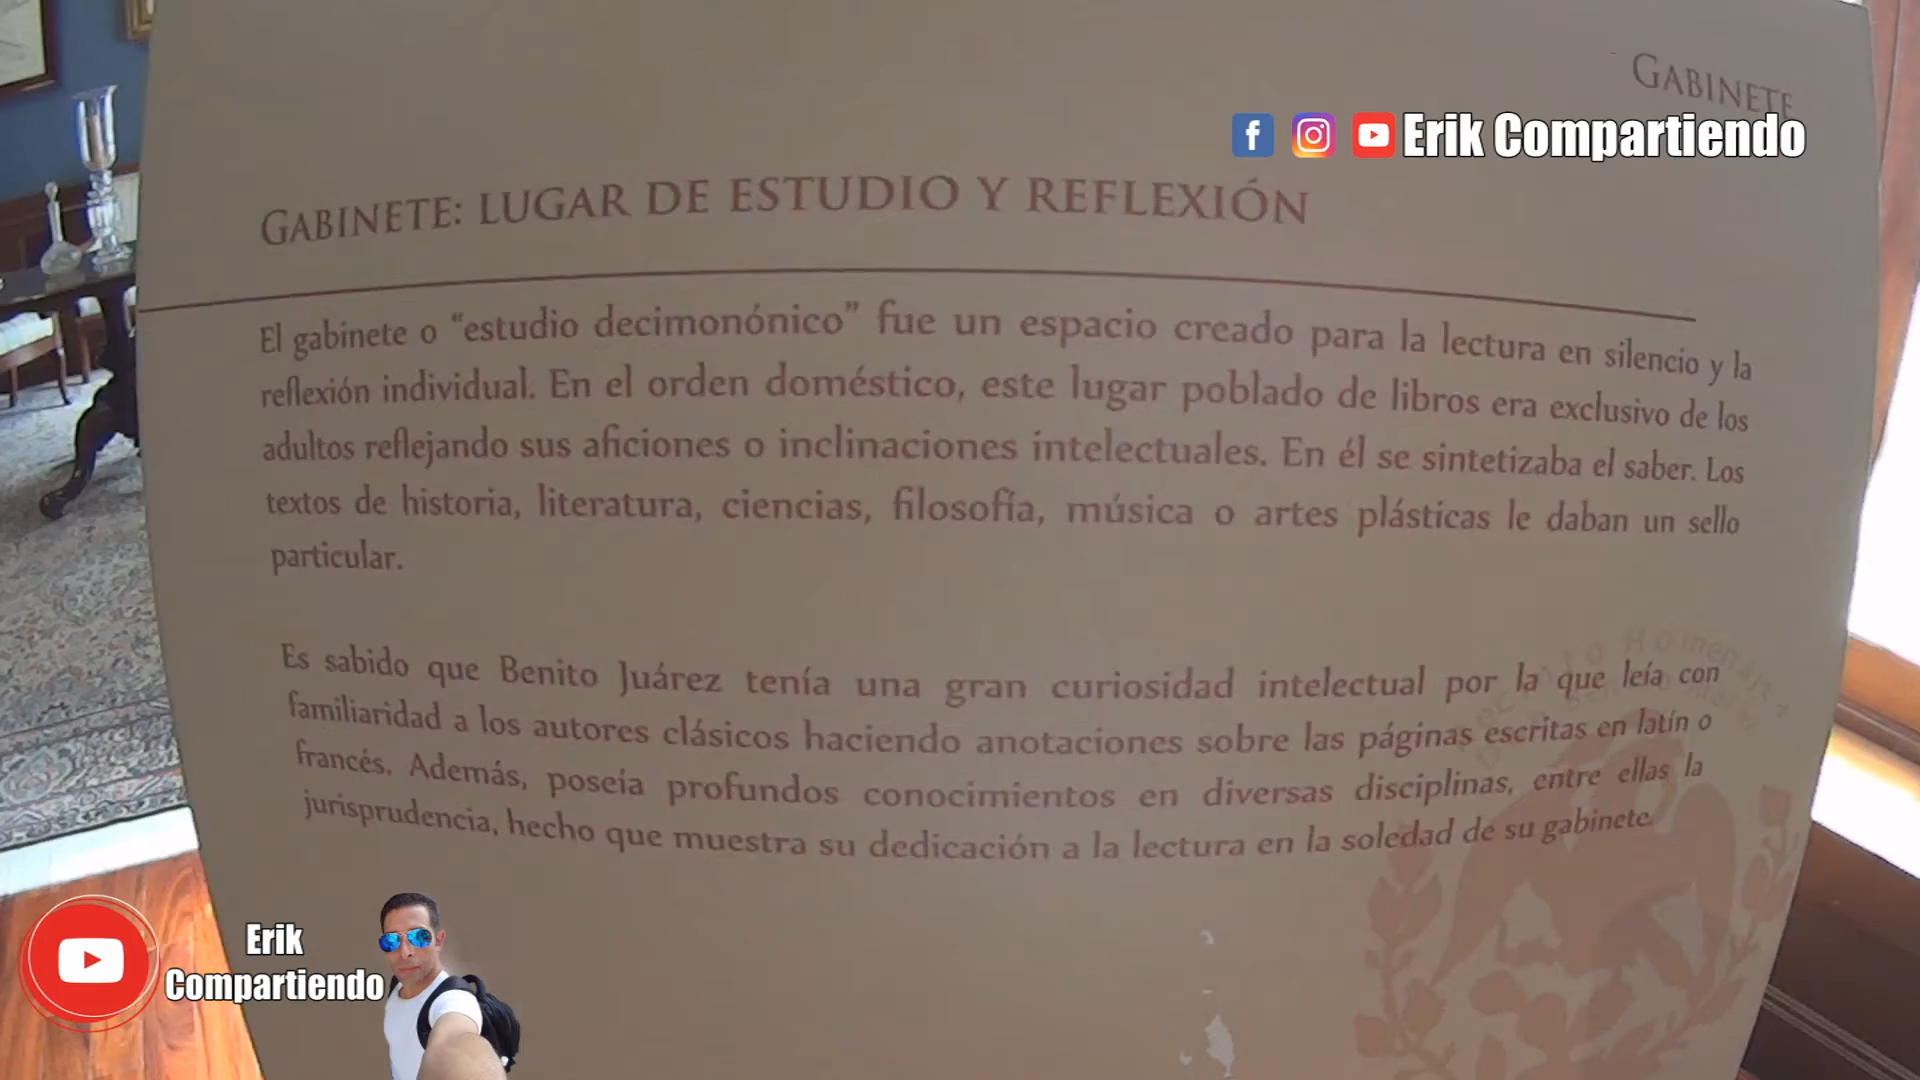 GABINETE
Erik Compartiendo
GABINETE: LUGAR DE ESTUDIO Y REFLEXIÓN
El gabinete o “estudio decimonónico” fue un espacio creado para la lectura en silencio y la
reflexión individual. En el orden doméstico, este lugar poblado de libros era exclusivo de los
adultos reflejando sus aficiones o inclinaciones intelectuales. En él se sintetizaba el saber. Los
textos de historia, literatura, ciencias, filosofía, música o artes plásticas le daban un sello
particular.
Es sabido que Benito Juárez tenía una gran curiosidad intelectual por la que leía con
familiaridad a los autores clásicos haciendo anotaciones sobre las páginas escritas en latín o
francés. Además, poseía profundos conocimientos en diversas disciplinas, entre ellas la
jurisprudencia, hecho que muestra su dedicación a la lectura en la soledad de su gabinete.
Homenaje
Erik
Compartiendo